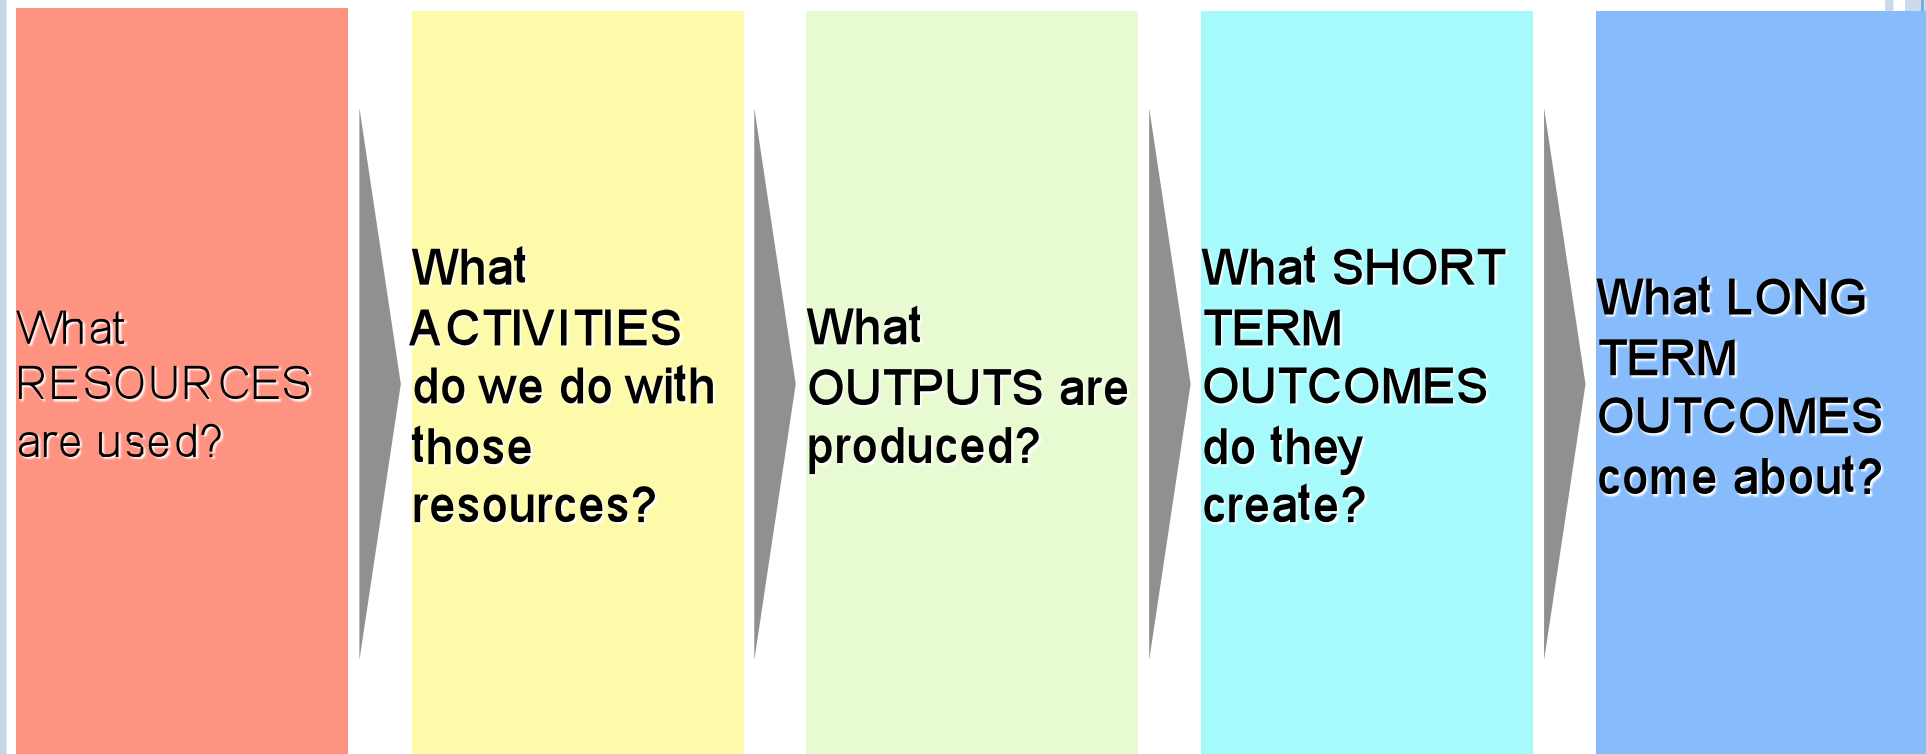 What
RESOURCES
are used?
What
ACTIVITIES
do we do with
those
resources?
What
OUTPUTS are
produced?
What SHORT
TERM
OUTCOMES
do they
create?
What LONG
TERM
OUTCOMES
come about?